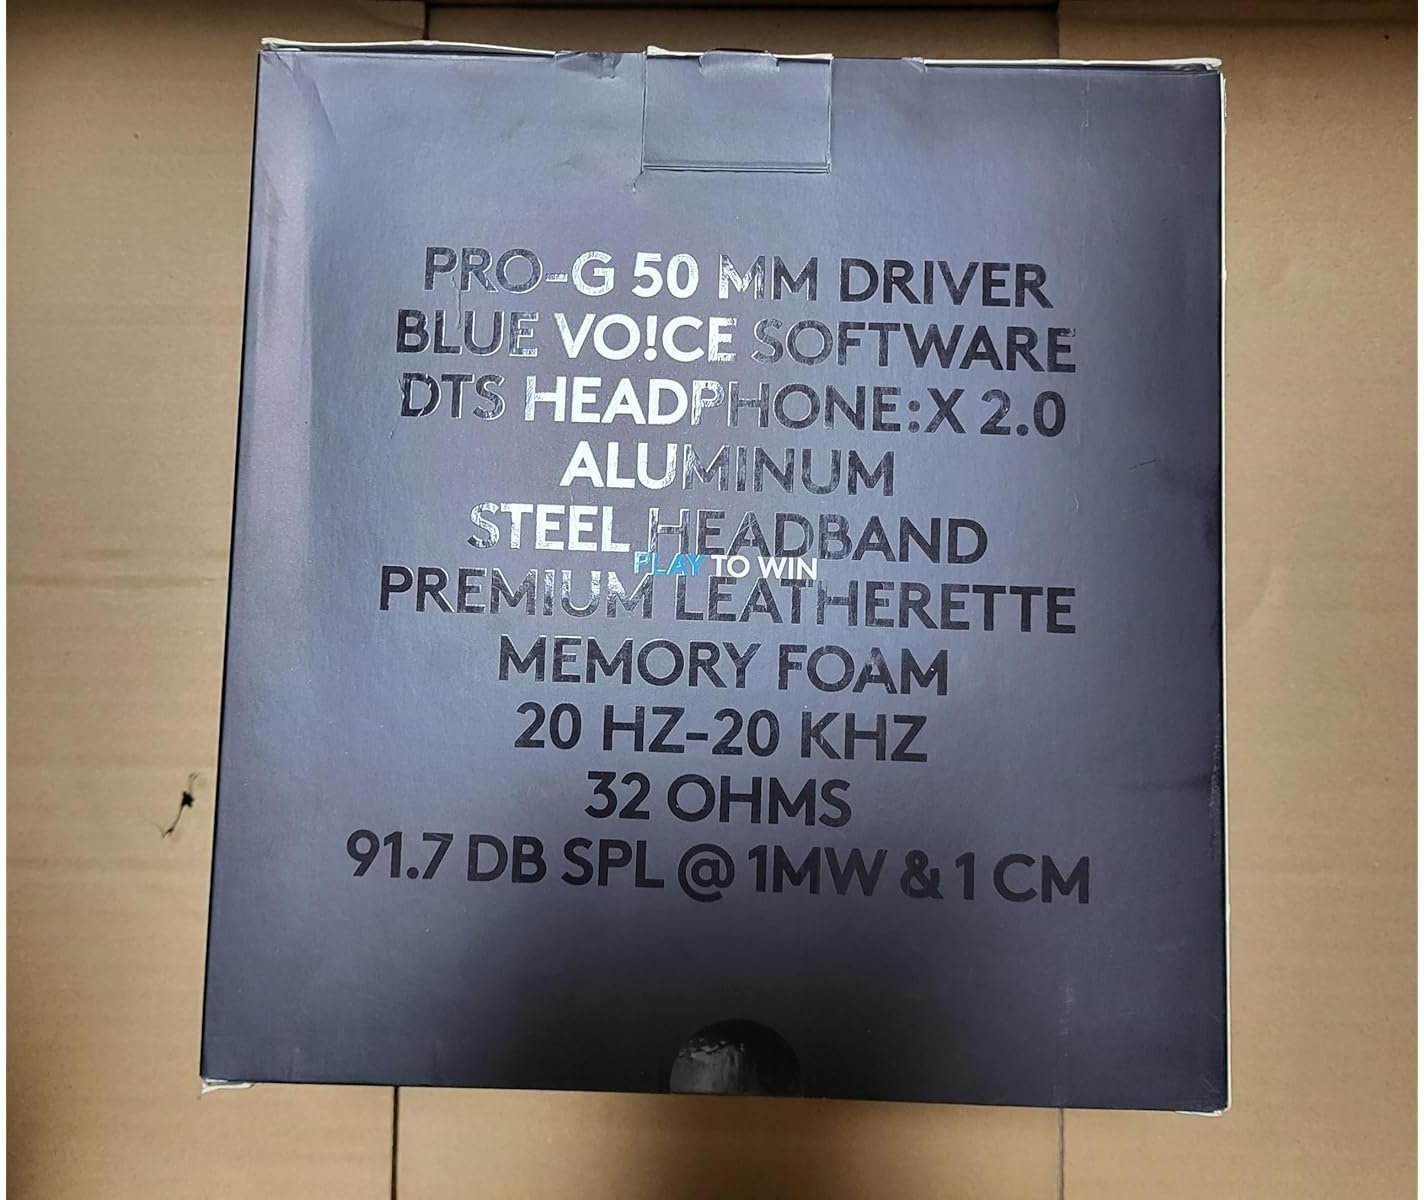 PRO-G 50 MM DRIVER
BLUE VO!CE SOFTWARE
DTS HEADPHONE:X 2.0
ALUMINUM
STEEL HEADBAND
PLAY TO WIN
PREMIUM LEATHERETTE
MEMORY FOAM
20 HZ-20 KHZ
32 OHMS
91.7 DB SPL @ 1MW & 1 CM